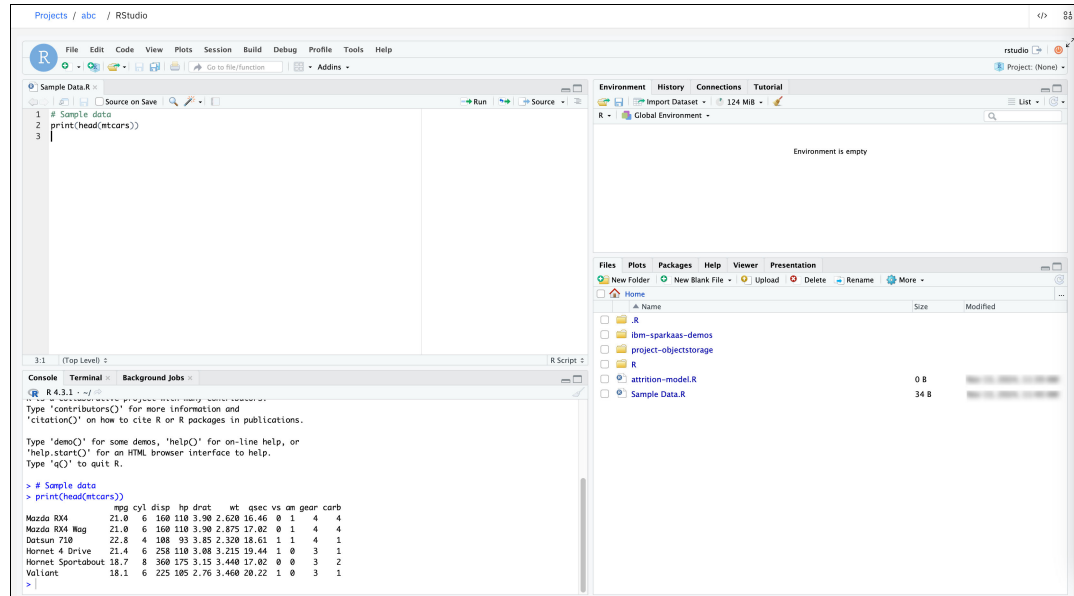 Projects / abc / RStudio
</>
R
File Edit Code View Plots Session Build Debug Profile Tools Help
rstudio
Go to file/function
Addins
R Project: (None)
Sample Data.R
Source on Save
Run
Source
1 # Sample data
2 print(head(mtcars))
3
3:1 (Top Level)
R Script
Console Terminal Background Jobs
R 4.3.1 · ~/
R is a collaborative project with many contributors.
Type 'contributors()' for more information and
'citation()' on how to cite R or R packages in publications.
Type 'demo()' for some demos, 'help()' for on-line help, or
'help.start()' for an HTML browser interface to help.
Type 'q()' to quit R.
> # Sample data
> print(head(mtcars))
mpg cyl disp hp drat wt qsec vs am gear carb
Mazda RX4 21.0 6 160 110 3.90 2.620 16.46 0 1 4 4
Mazda RX4 Wag 21.0 6 160 110 3.90 2.875 17.02 0 1 4 4
Datsun 710 22.8 4 108 93 3.85 2.320 18.61 1 1 4 1
Hornet 4 Drive 21.4 6 258 110 3.08 3.215 19.44 1 0 3 1
Hornet Sportabout 18.7 8 360 175 3.15 3.440 17.02 0 0 3 2
Valiant 18.1 6 225 105 2.76 3.460 20.22 1 0 3 1
>
Environment History Connections Tutorial
Import Dataset 124 MiB
List
R Global Environment
Environment is empty
Files Plots Packages Help Viewer Presentation
New Folder New Blank File Upload Delete Rename More
Home
...
Name Size Modified
.R
ibm-sparkaas-demos
project-objectstorage
R
attrition-model.R 0 B
Sample Data.R 34 B